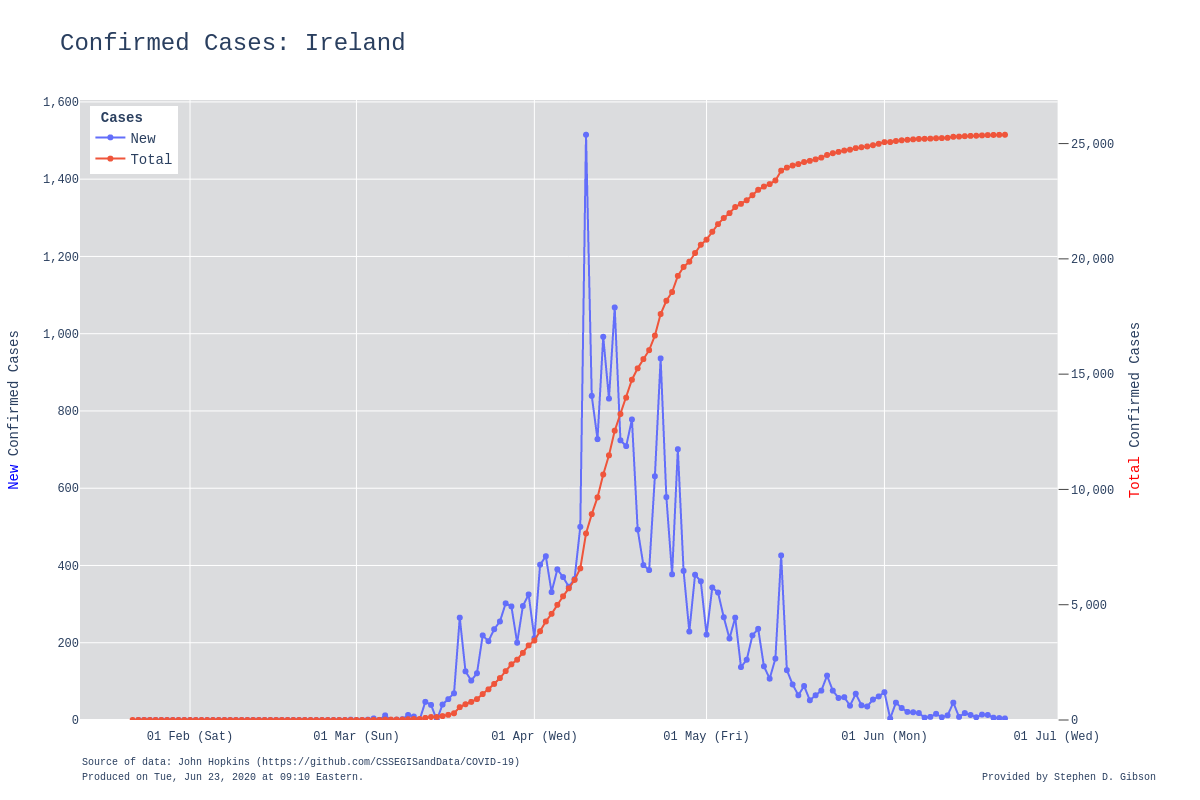 Confirmed Cases: Ireland
Cases
New
Total
1,600
1,400
1,200
1,000
800
600
400
200
0
25,000
20,000
15,000
10,000
5,000
0
New Confirmed Cases
Total Confirmed Cases
01 Feb (Sat)
01 Mar (Sun)
01 Apr (Wed)
01 May (Fri)
01 Jun (Mon)
01 Jul (Wed)
Source of data: John Hopkins (https://github.com/CSSEGISandData/COVID-19)
Produced on Tue, Jun 23, 2020 at 09:10 Eastern.
Provided by Stephen D. Gibson